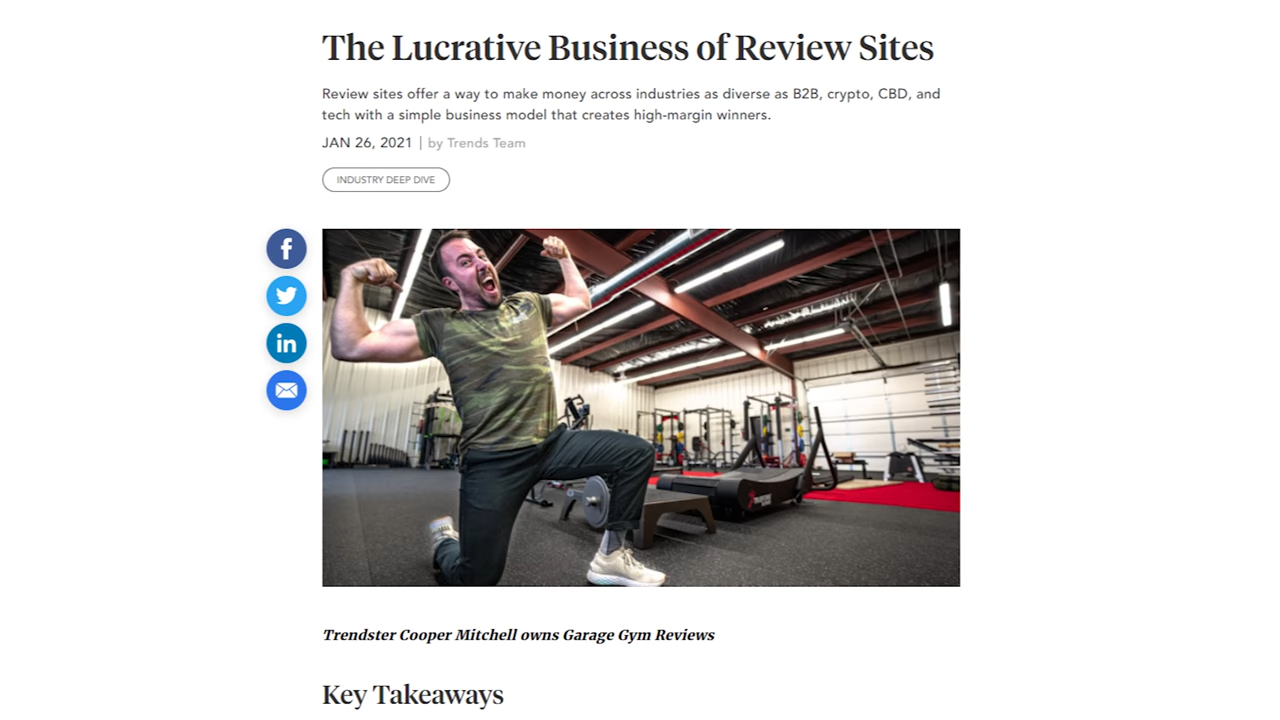 The Lucrative Business of Review Sites
Review sites offer a way to make money across industries as diverse as B2B, crypto, CBD, and
tech with a simple business model that creates high-margin winners.
JAN 26, 2021 | by Trends Team
INDUSTRY DEEP DIVE
f
in
Trendster Cooper Mitchell owns Garage Gym Reviews
Key Takeaways